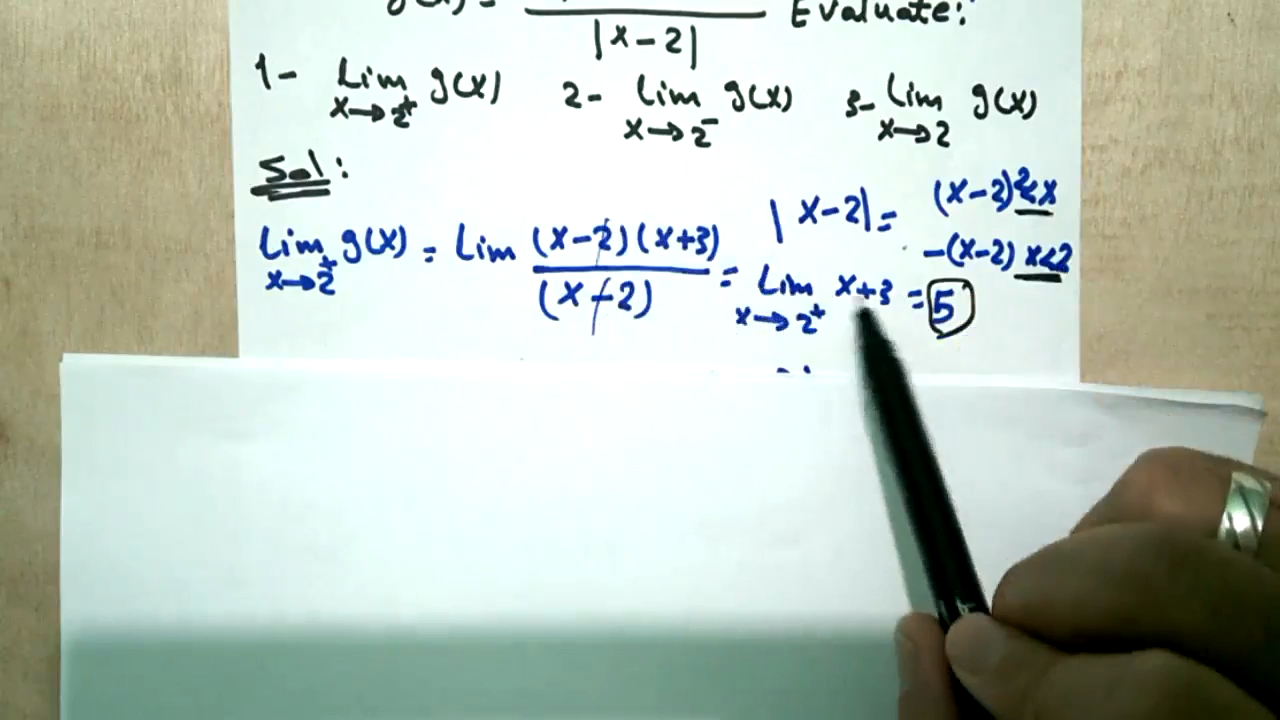 g(x) = Evaluate:
|x-2|
1- Lim x→2⁺ g(x) 2- Lim x→2⁻ g(x) 3- Lim x→2 g(x)
Sol:
|x-2| = (x-2) 2<x
-(x-2) x<2
Lim x→2⁺ g(x) = Lim (x-2)(x+3) / (x-2) = Lim x→2⁺ x+3 = 5